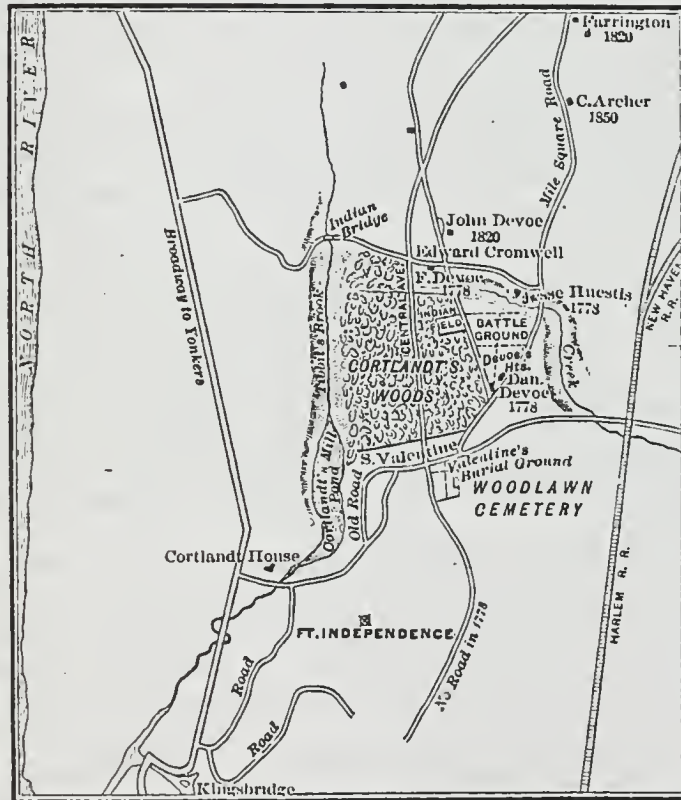 Farrington
1820
C. Archer
1850
Mile Square Road
NORTH RIVER
Broadway to Yonkers
Indian
Bridge
John Devoe
1820
Edward Cromwell
F. Devoe
Jesse Huestis
1778
NEW HAVEN
R.R.
CENTRAL AVE
INDIAN
FIELD
BATTLE
GROUND
Tibbit's Brook
CORTLANDT'S
WOODS
Devoe's
Hts.
Dan.
Devoe
1778
Creek
S. Valentine
Valentine's
Burial Ground
Cortlandt's Mill
Pond
Old Road
WOODLAWN
CEMETERY
Cortlandt House
FT. INDEPENDENCE
HARLEM R. R.
No Road in 1778
Road
Road
Kingsbridge